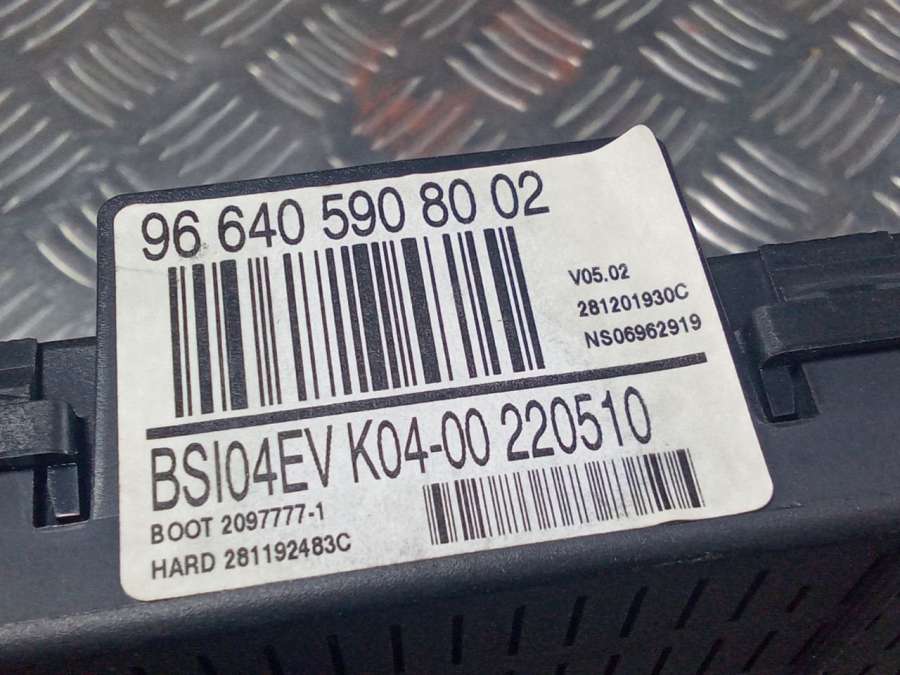 96 640 590 80 02
V05.02
281201930C
NS06962919
BSI04EV K04-00 220510
BOOT 2097777-1
HARD 281192483C